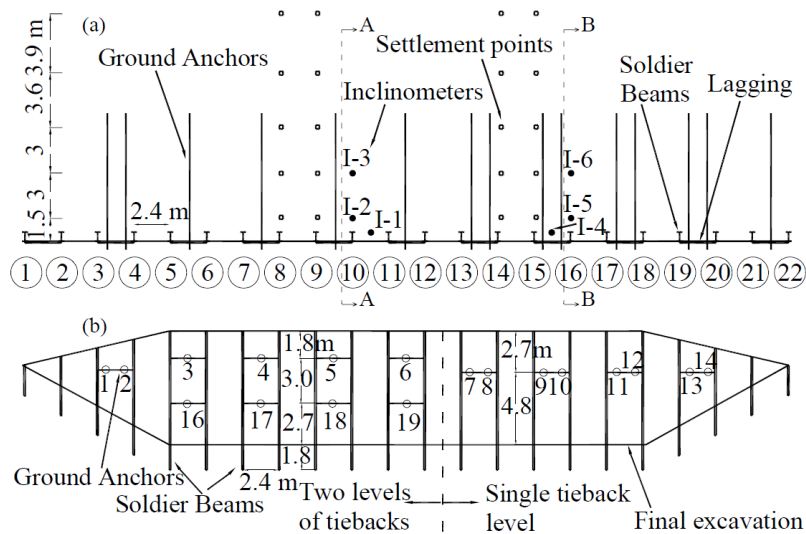 (a)
A
B
Ground Anchors
Settlement points
Soldier
Beams
Lagging
Inclinometers
3.9 m
3.6
3
3
1.5
I-3
I-6
I-2
I-1
I-5
I-4
2.4 m
1 2 3 4 5 6 7 8 9 10 11 12 13 14 15 16 17 18 19 20 21 22
A
B
(b)
1.8m
2.7m
1 2
3
4
5
6
7 8
9 10
11
12
13
14
3.0
4.8
16
17
18
19
2.7
1.8
Ground Anchors
Soldier Beams
2.4 m
Two levels
of tiebacks
Single tieback
level
Final excavation